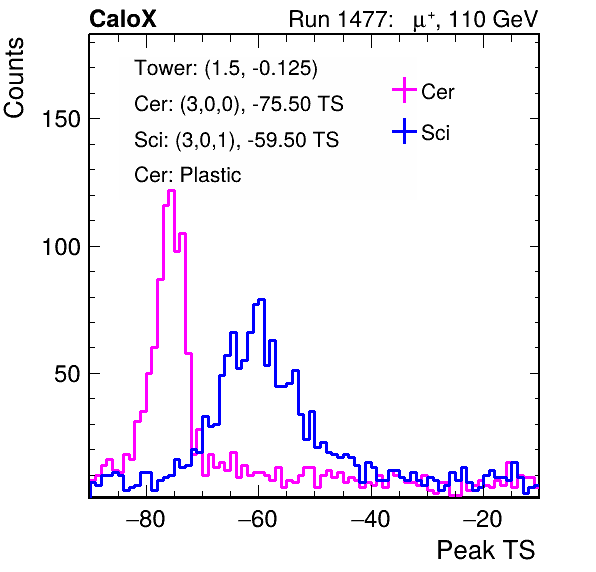 CaloX Run 1477: μ⁺, 110 GeV
Counts
Tower: (1.5, -0.125)
Cer: (3,0,0), -75.50 TS
Sci: (3,0,1), -59.50 TS
Cer: Plastic
Cer
Sci
150
100
50
−80 −60 −40 −20
Peak TS